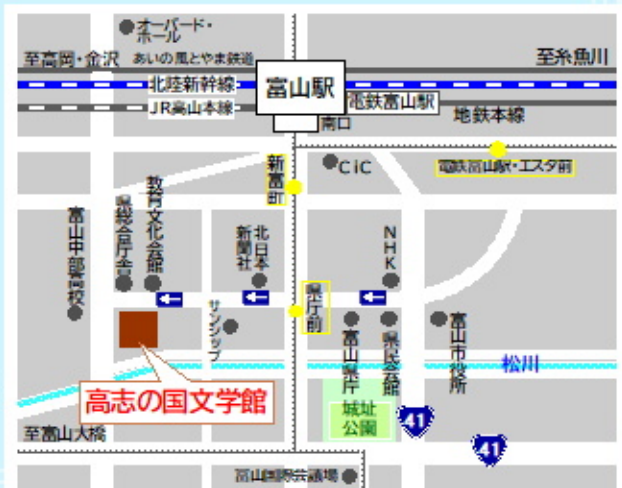 オーバード・
ホール
至高岡・金沢
あいの風とやま鉄道
至糸魚川
北陸新幹線
富山駅
電鉄富山駅
JR高山本線
地鉄本線
南口
新富町
CiC
電鉄富山駅・エスタ前
教育文化会館
県総合庁舎
富山中部高校
北日本
新聞社
NHK
サンシップ
県庁前
富山県庁
県民会館
富山市役所
松川
高志の国文学館
城址
公園
41
41
至富山大橋
富山国際会議場